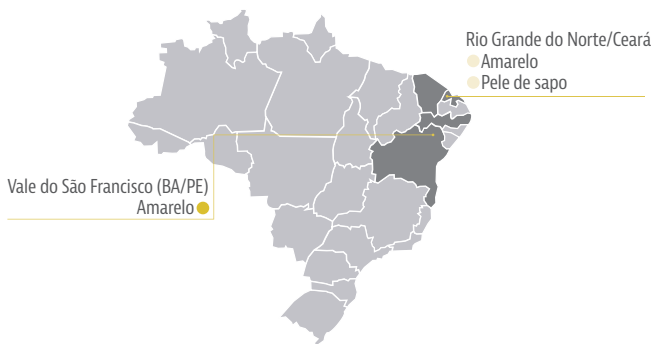 Rio Grande do Norte/Ceará
Amarelo
Pele de sapo
Vale do São Francisco (BA/PE)
Amarelo